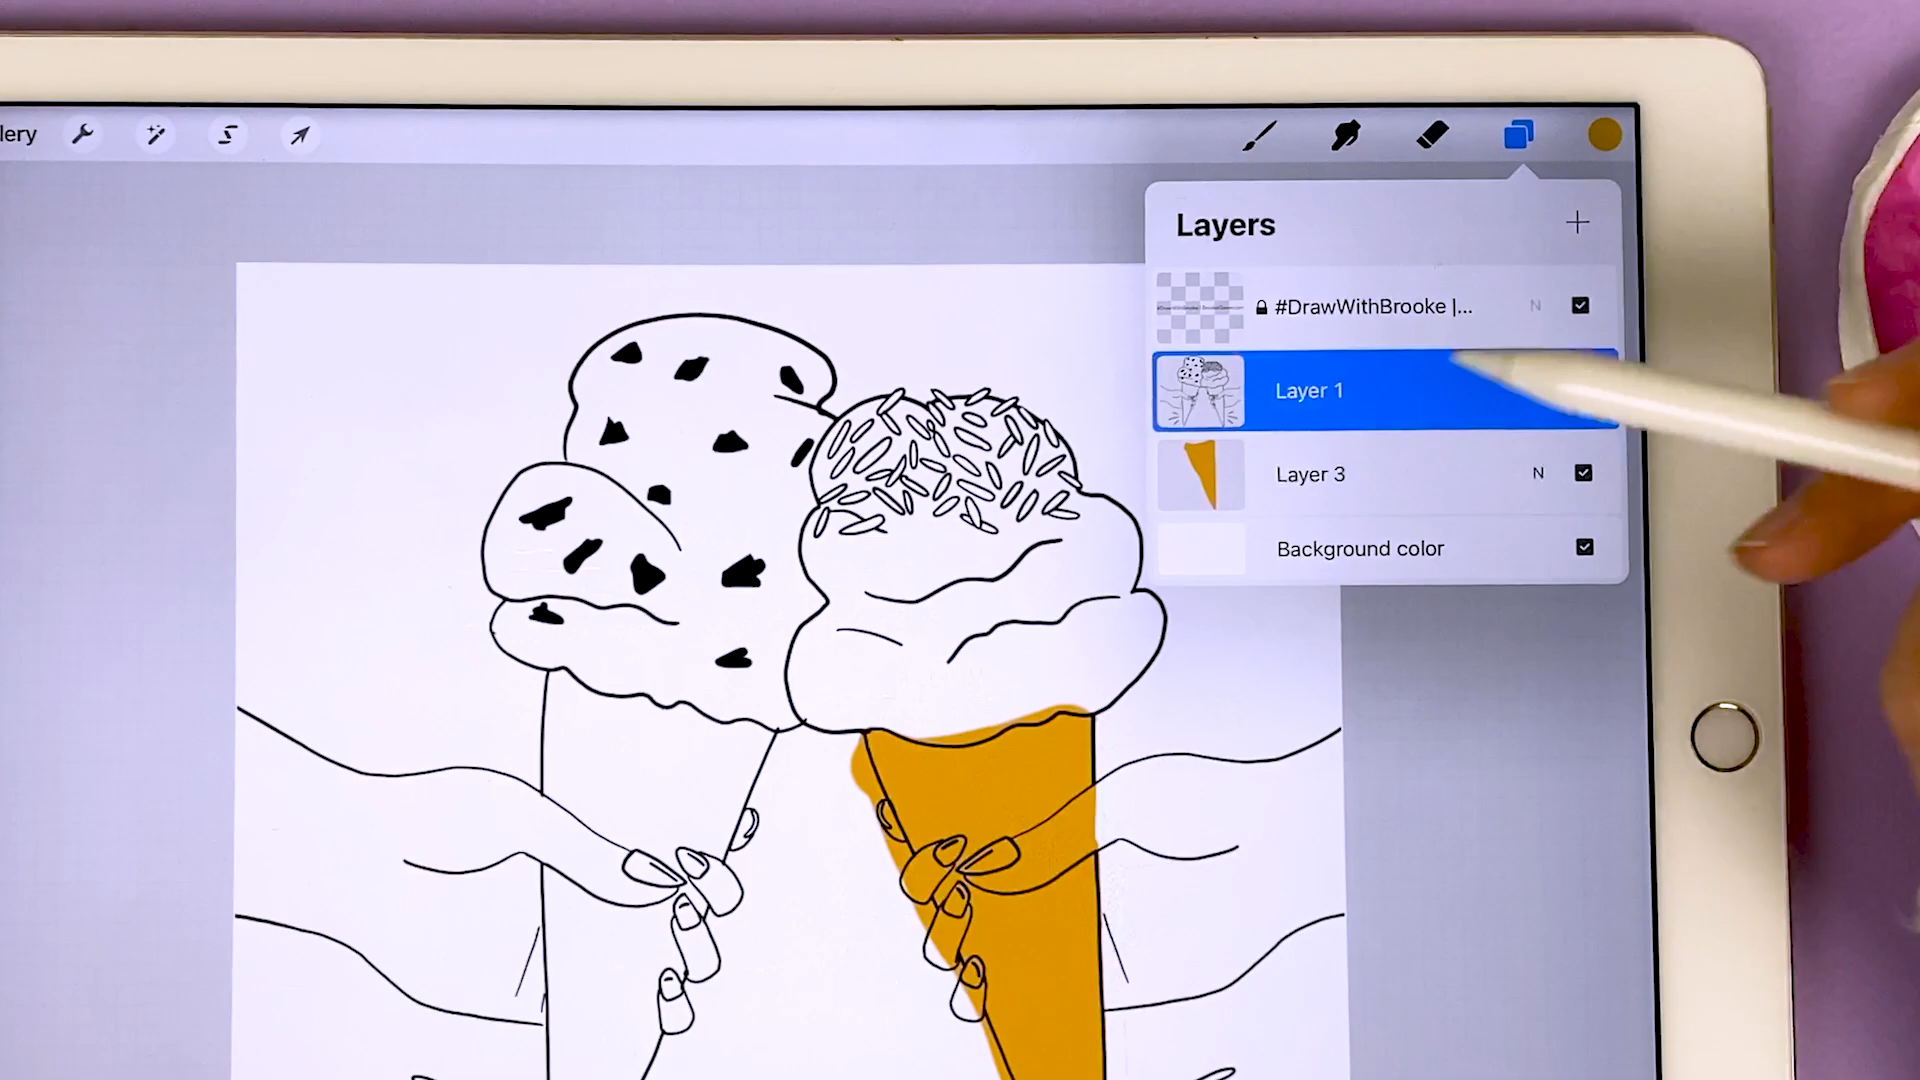 lery
Layers
#DrawWithBrooke |...
N
Layer 1
Layer 3
N
Background color